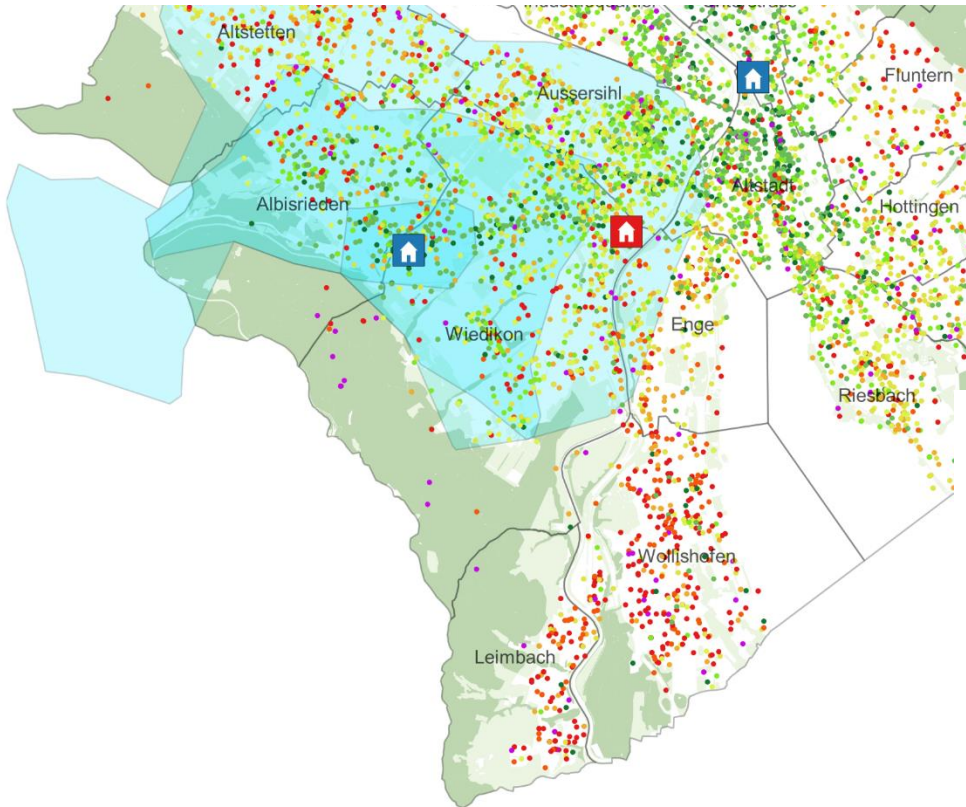 Altstetten
Fluntern
Aussersihl
Altstadt
Albisrieden
Hottingen
Enge
Wiedikon
Riesbach
Wollishofen
Leimbach